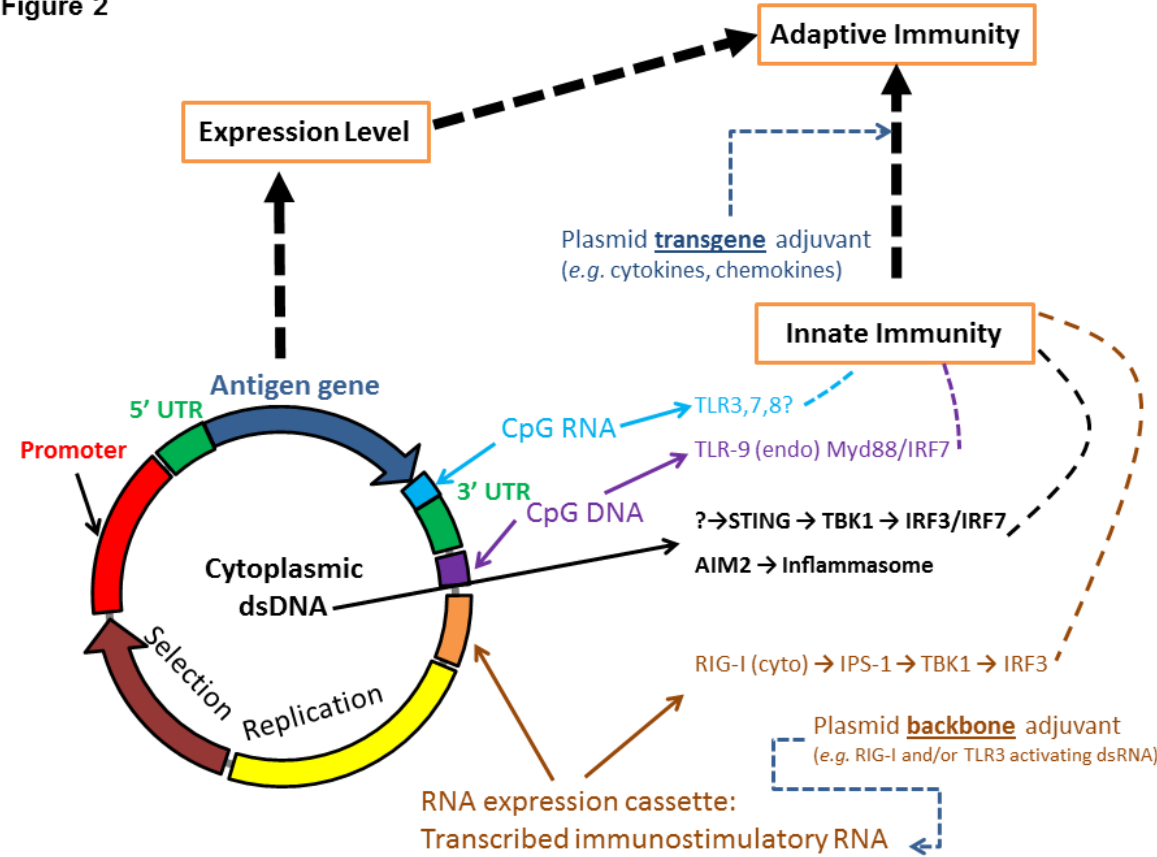 Figure 2
Adaptive Immunity
Expression Level
Plasmid transgene adjuvant
(e.g. cytokines, chemokines)
Innate Immunity
Antigen gene
5’ UTR
Promoter
CpG RNA
TLR3,7,8?
TLR-9 (endo) Myd88/IRF7
3’ UTR
CpG DNA
?→STING → TBK1 → IRF3/IRF7
AIM2 → Inflammasome
Cytoplasmic
dsDNA
Selection
Replication
RIG-I (cyto) → IPS-1 → TBK1 → IRF3
Plasmid backbone adjuvant
(e.g. RIG-I and/or TLR3 activating dsRNA)
RNA expression cassette:
Transcribed immunostimulatory RNA